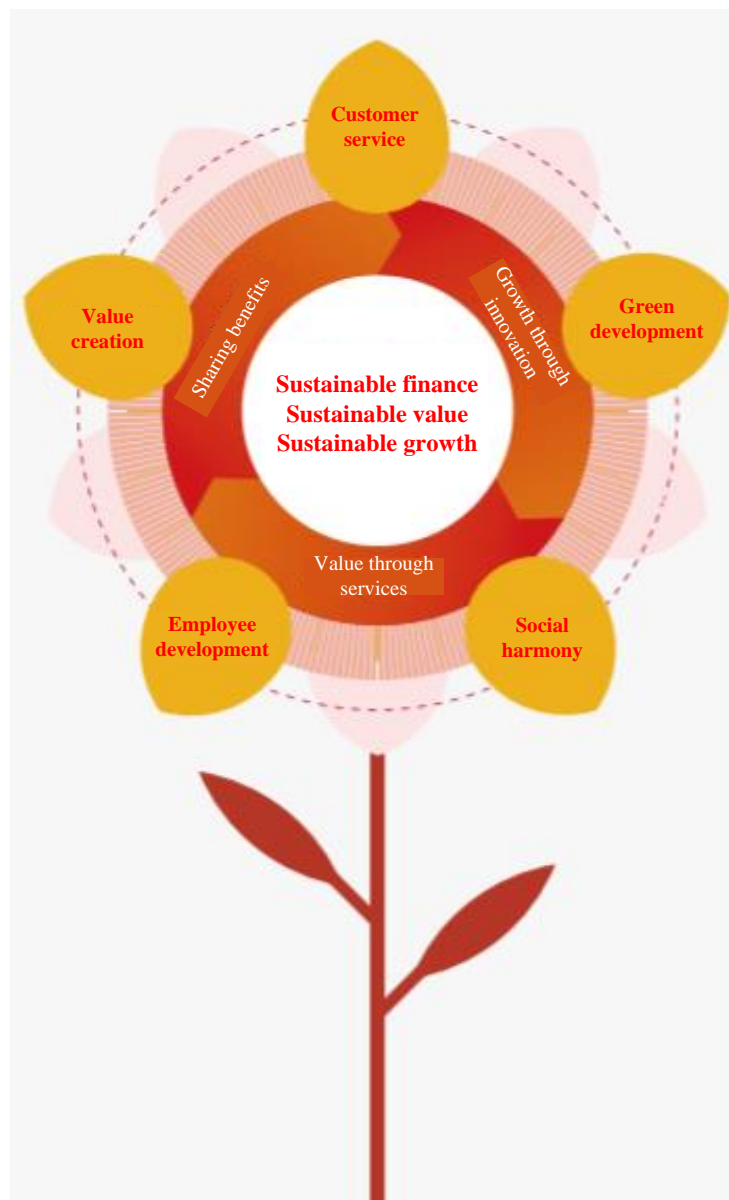 Customer
service
Green
development
Social
harmony
Employee
development
Value
creation
Sharing benefits
Growth through
innovation
Value through
services
Sustainable finance
Sustainable value
Sustainable growth